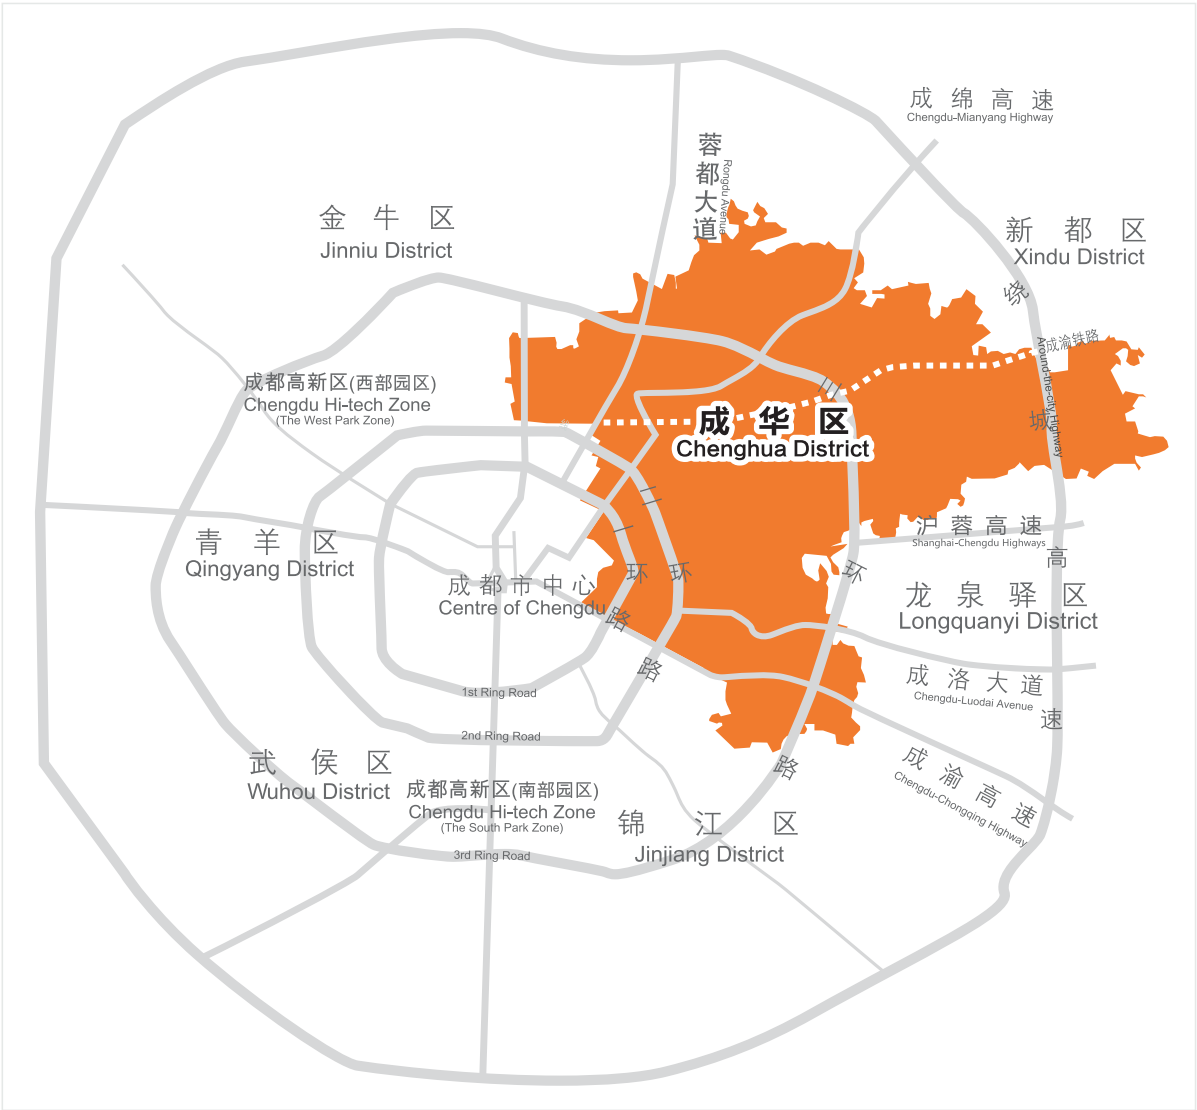 成绵高速
Chengdu-Mianyang Highway
蓉都大道
Rongdu Avenue
金牛区
Jinniu District
新都区
Xindu District
绕城高速
Around-the-city Highway
成渝铁路
成都高新区(西部园区)
Chengdu Hi-tech Zone
(The West Park Zone)
成华区
Chenghua District
三环路
二环路
一环路
沪蓉高速
Shanghai-Chengdu Highways
青羊区
Qingyang District
成都市中心
Centre of Chengdu
龙泉驿区
Longquanyi District
成洛大道
Chengdu-Luodai Avenue
1st Ring Road
2nd Ring Road
武侯区
Wuhou District
成都高新区(南部园区)
Chengdu Hi-tech Zone
(The South Park Zone)
成渝高速
Chengdu-Chongqing Highway
锦江区
Jinjiang District
3rd Ring Road